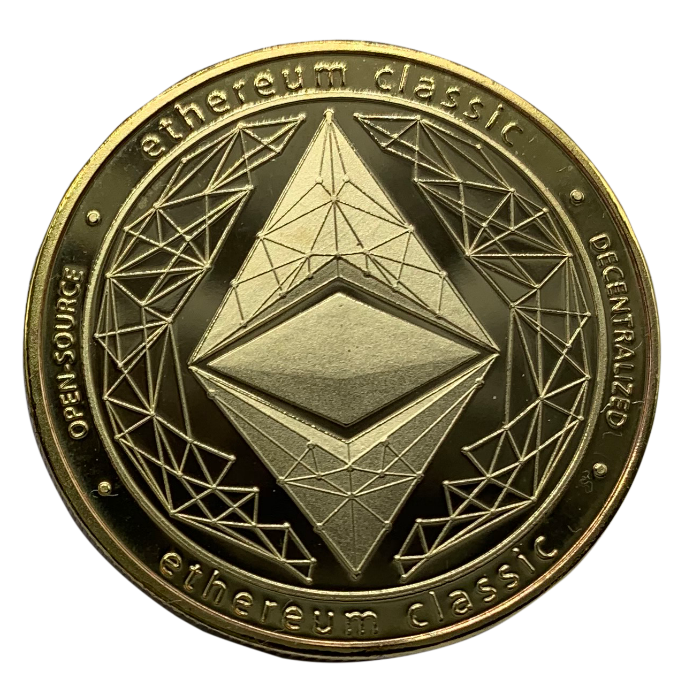 ethereum classic
OPEN-SOURCE
DECENTRALIZED
ethereum classic